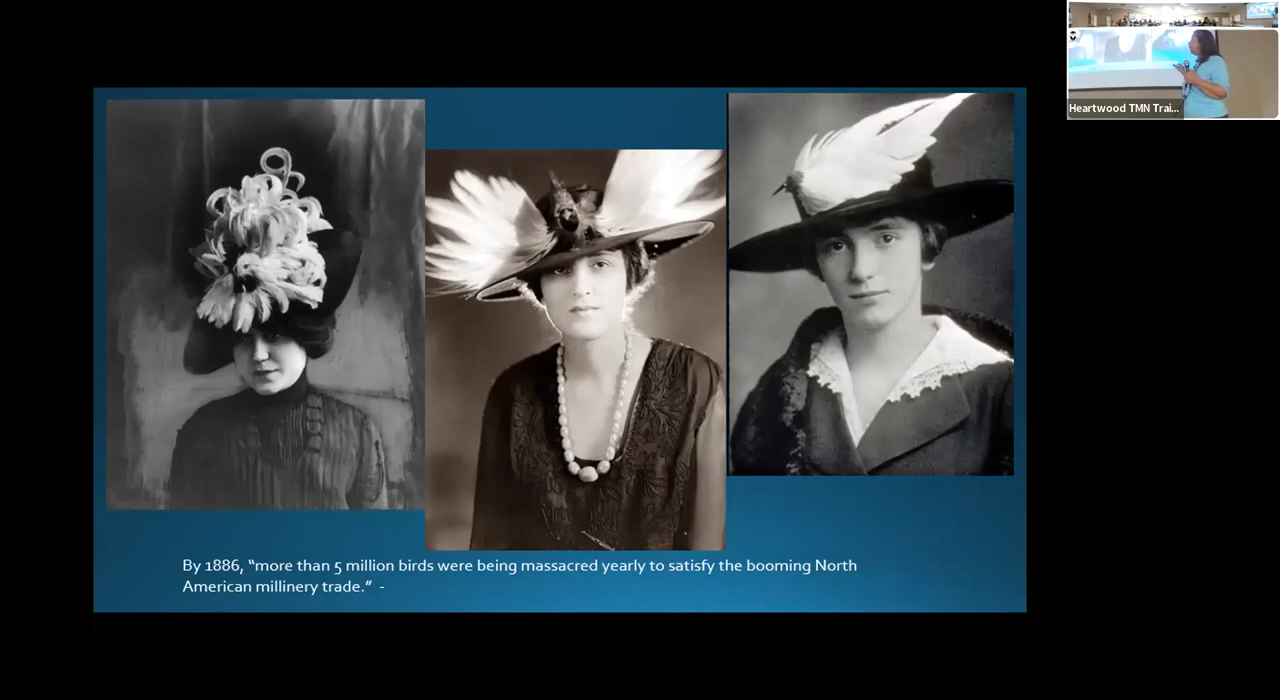 Heartwood TMN Trai...
By 1886, “more than 5 million birds were being massacred yearly to satisfy the booming North
American millinery trade.” -